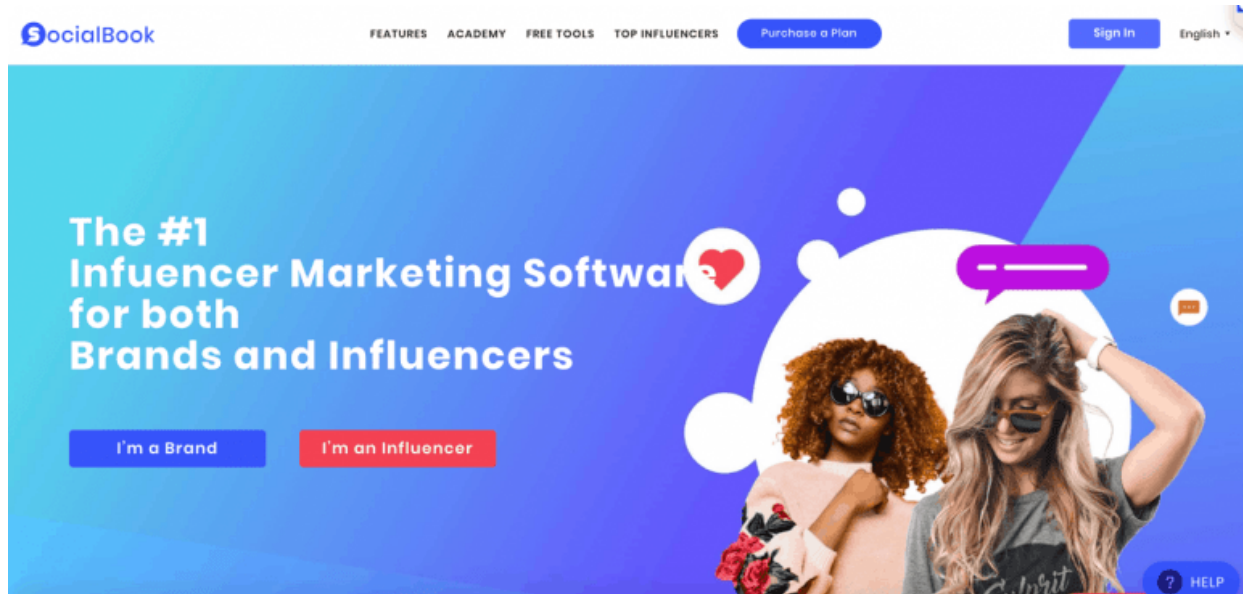 SocialBook
FEATURES ACADEMY FREE TOOLS TOP INFLUENCERS Purchase a Plan Sign In English
The #1
Infuencer Marketing Software
for both
Brands and Influencers
I'm a Brand I'm an Influencer
Culprit
? HELP